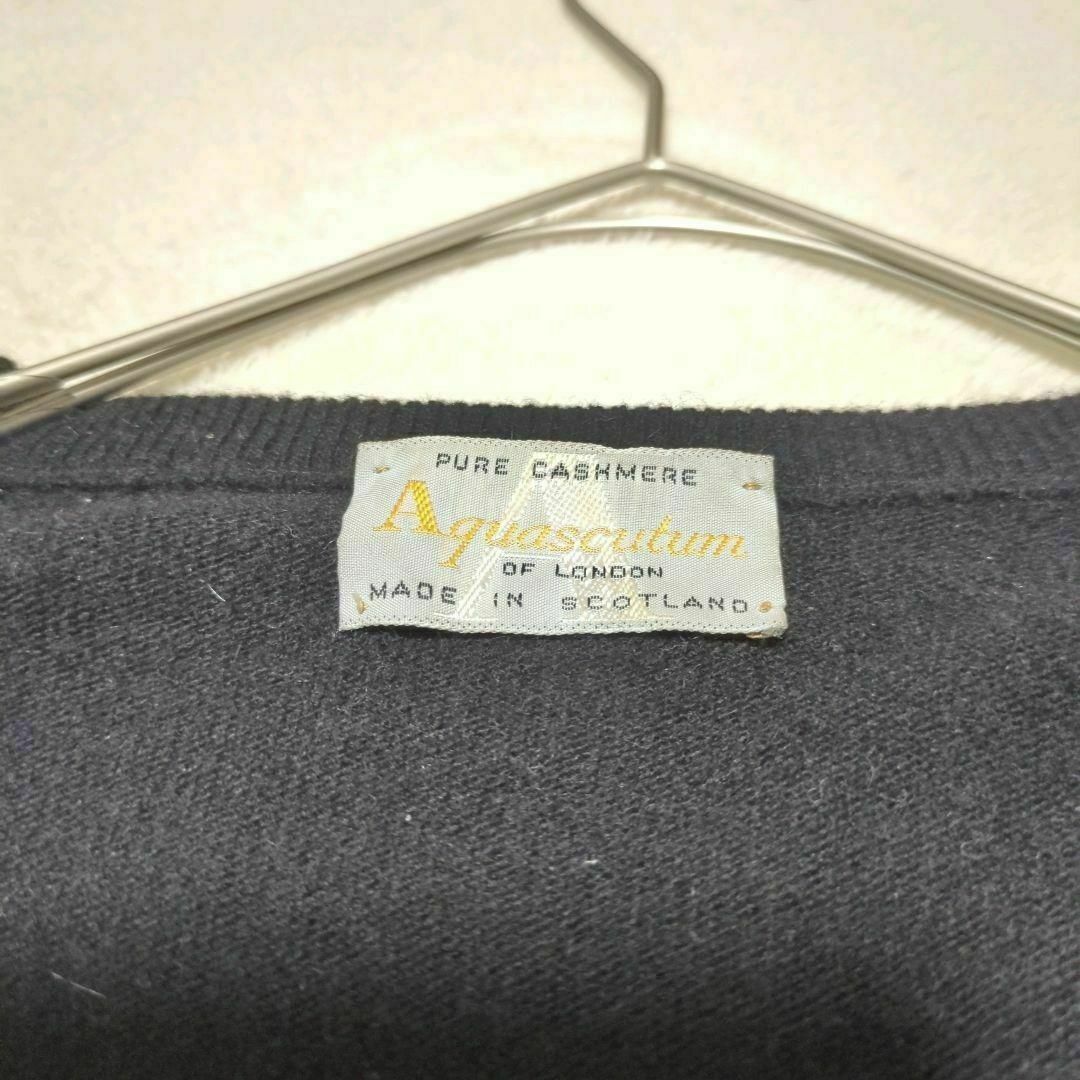 PURE CASHMERE
Aquascutum
OF LONDON
MADE IN SCOTLAND